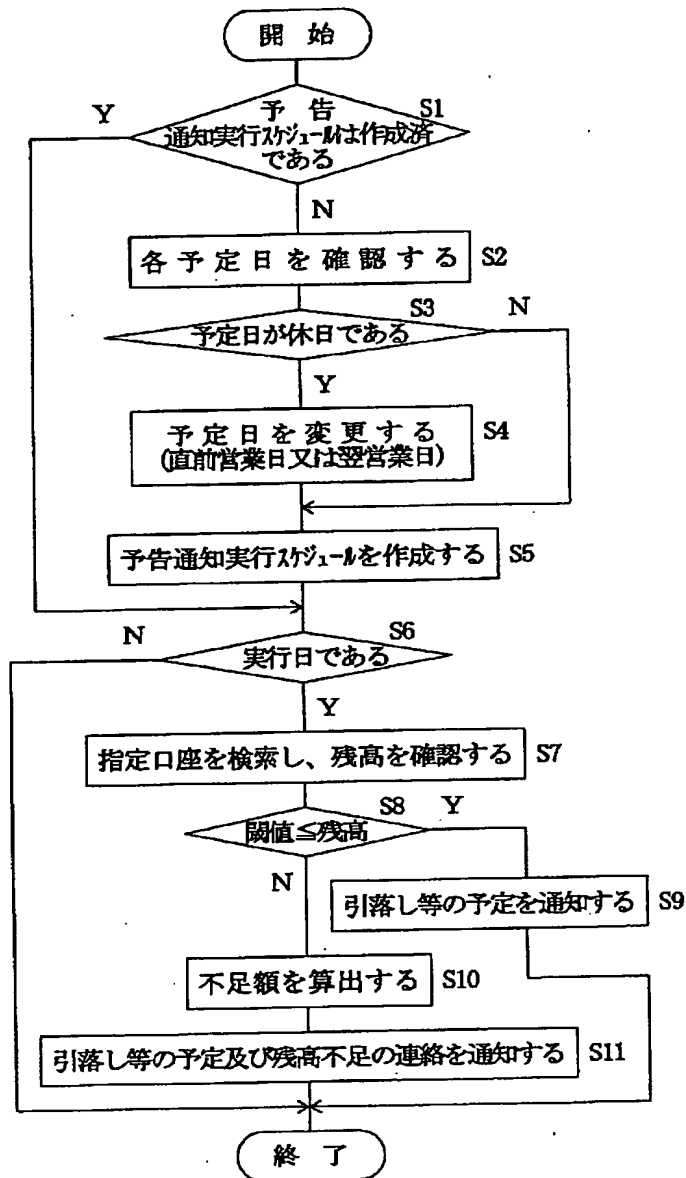 開始
予告
S1
Y
通知実行スケジュールは作成済
である
N
各予定日を確認する
S2
S3
予定日が休日である
N
Y
予定日を変更する
(直前営業日又は翌営業日)
S4
予告通知実行スケジュールを作成する
S5
N
S6
実行日である
Y
指定口座を検索し、残高を確認する
S7
S8
Y
閾値≦残高
N
引落し等の予定を通知する
S9
不足額を算出する
S10
引落し等の予定及び残高不足の連絡を通知する
S11
終了